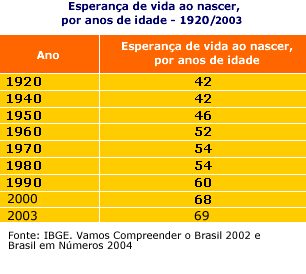 Esperança de vida ao nascer,
por anos de idade - 1920/2003
Ano Esperança de vida ao nascer,
por anos de idade
1920 42
1940 42
1950 46
1960 52
1970 54
1980 54
1990 60
2000 68
2003 69
Fonte: IBGE. Vamos Compreender o Brasil 2002 e
Brasil em Números 2004